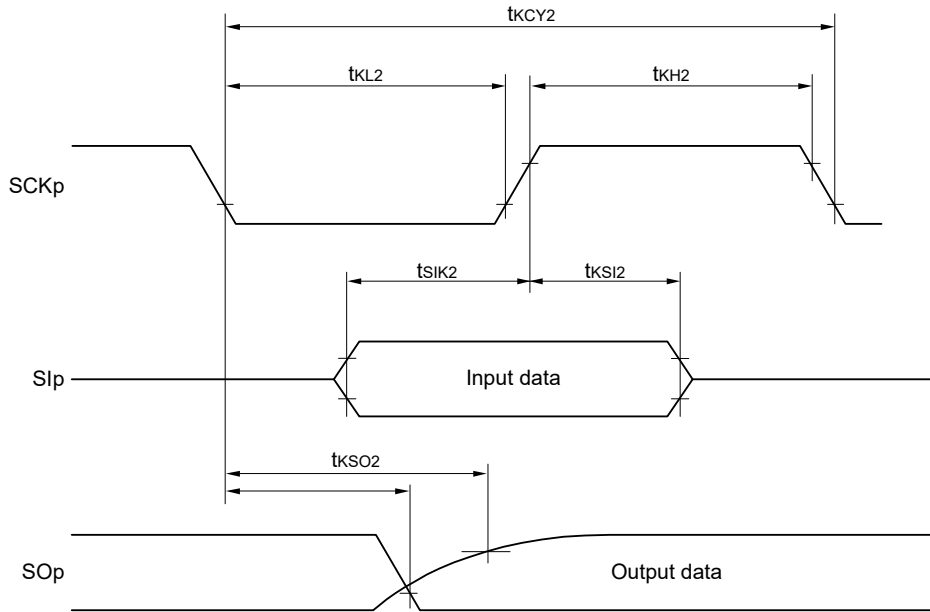 tKCY2
tKL2
tKH2
SCKp
tSIK2
tKSI2
SIp
Input data
tKSO2
SOp
Output data